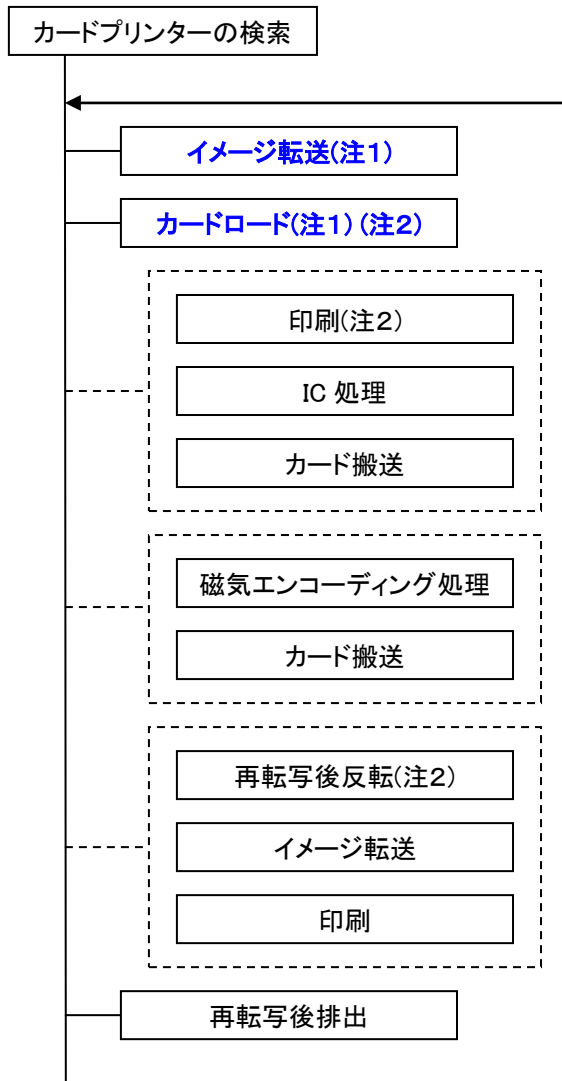 カードプリンターの検索
イメージ転送(注1)
カードロード(注1)(注2)
印刷(注2)
IC 処理
カード搬送
磁気エンコーディング処理
カード搬送
再転写後反転(注2)
イメージ転送
印刷
再転写後排出